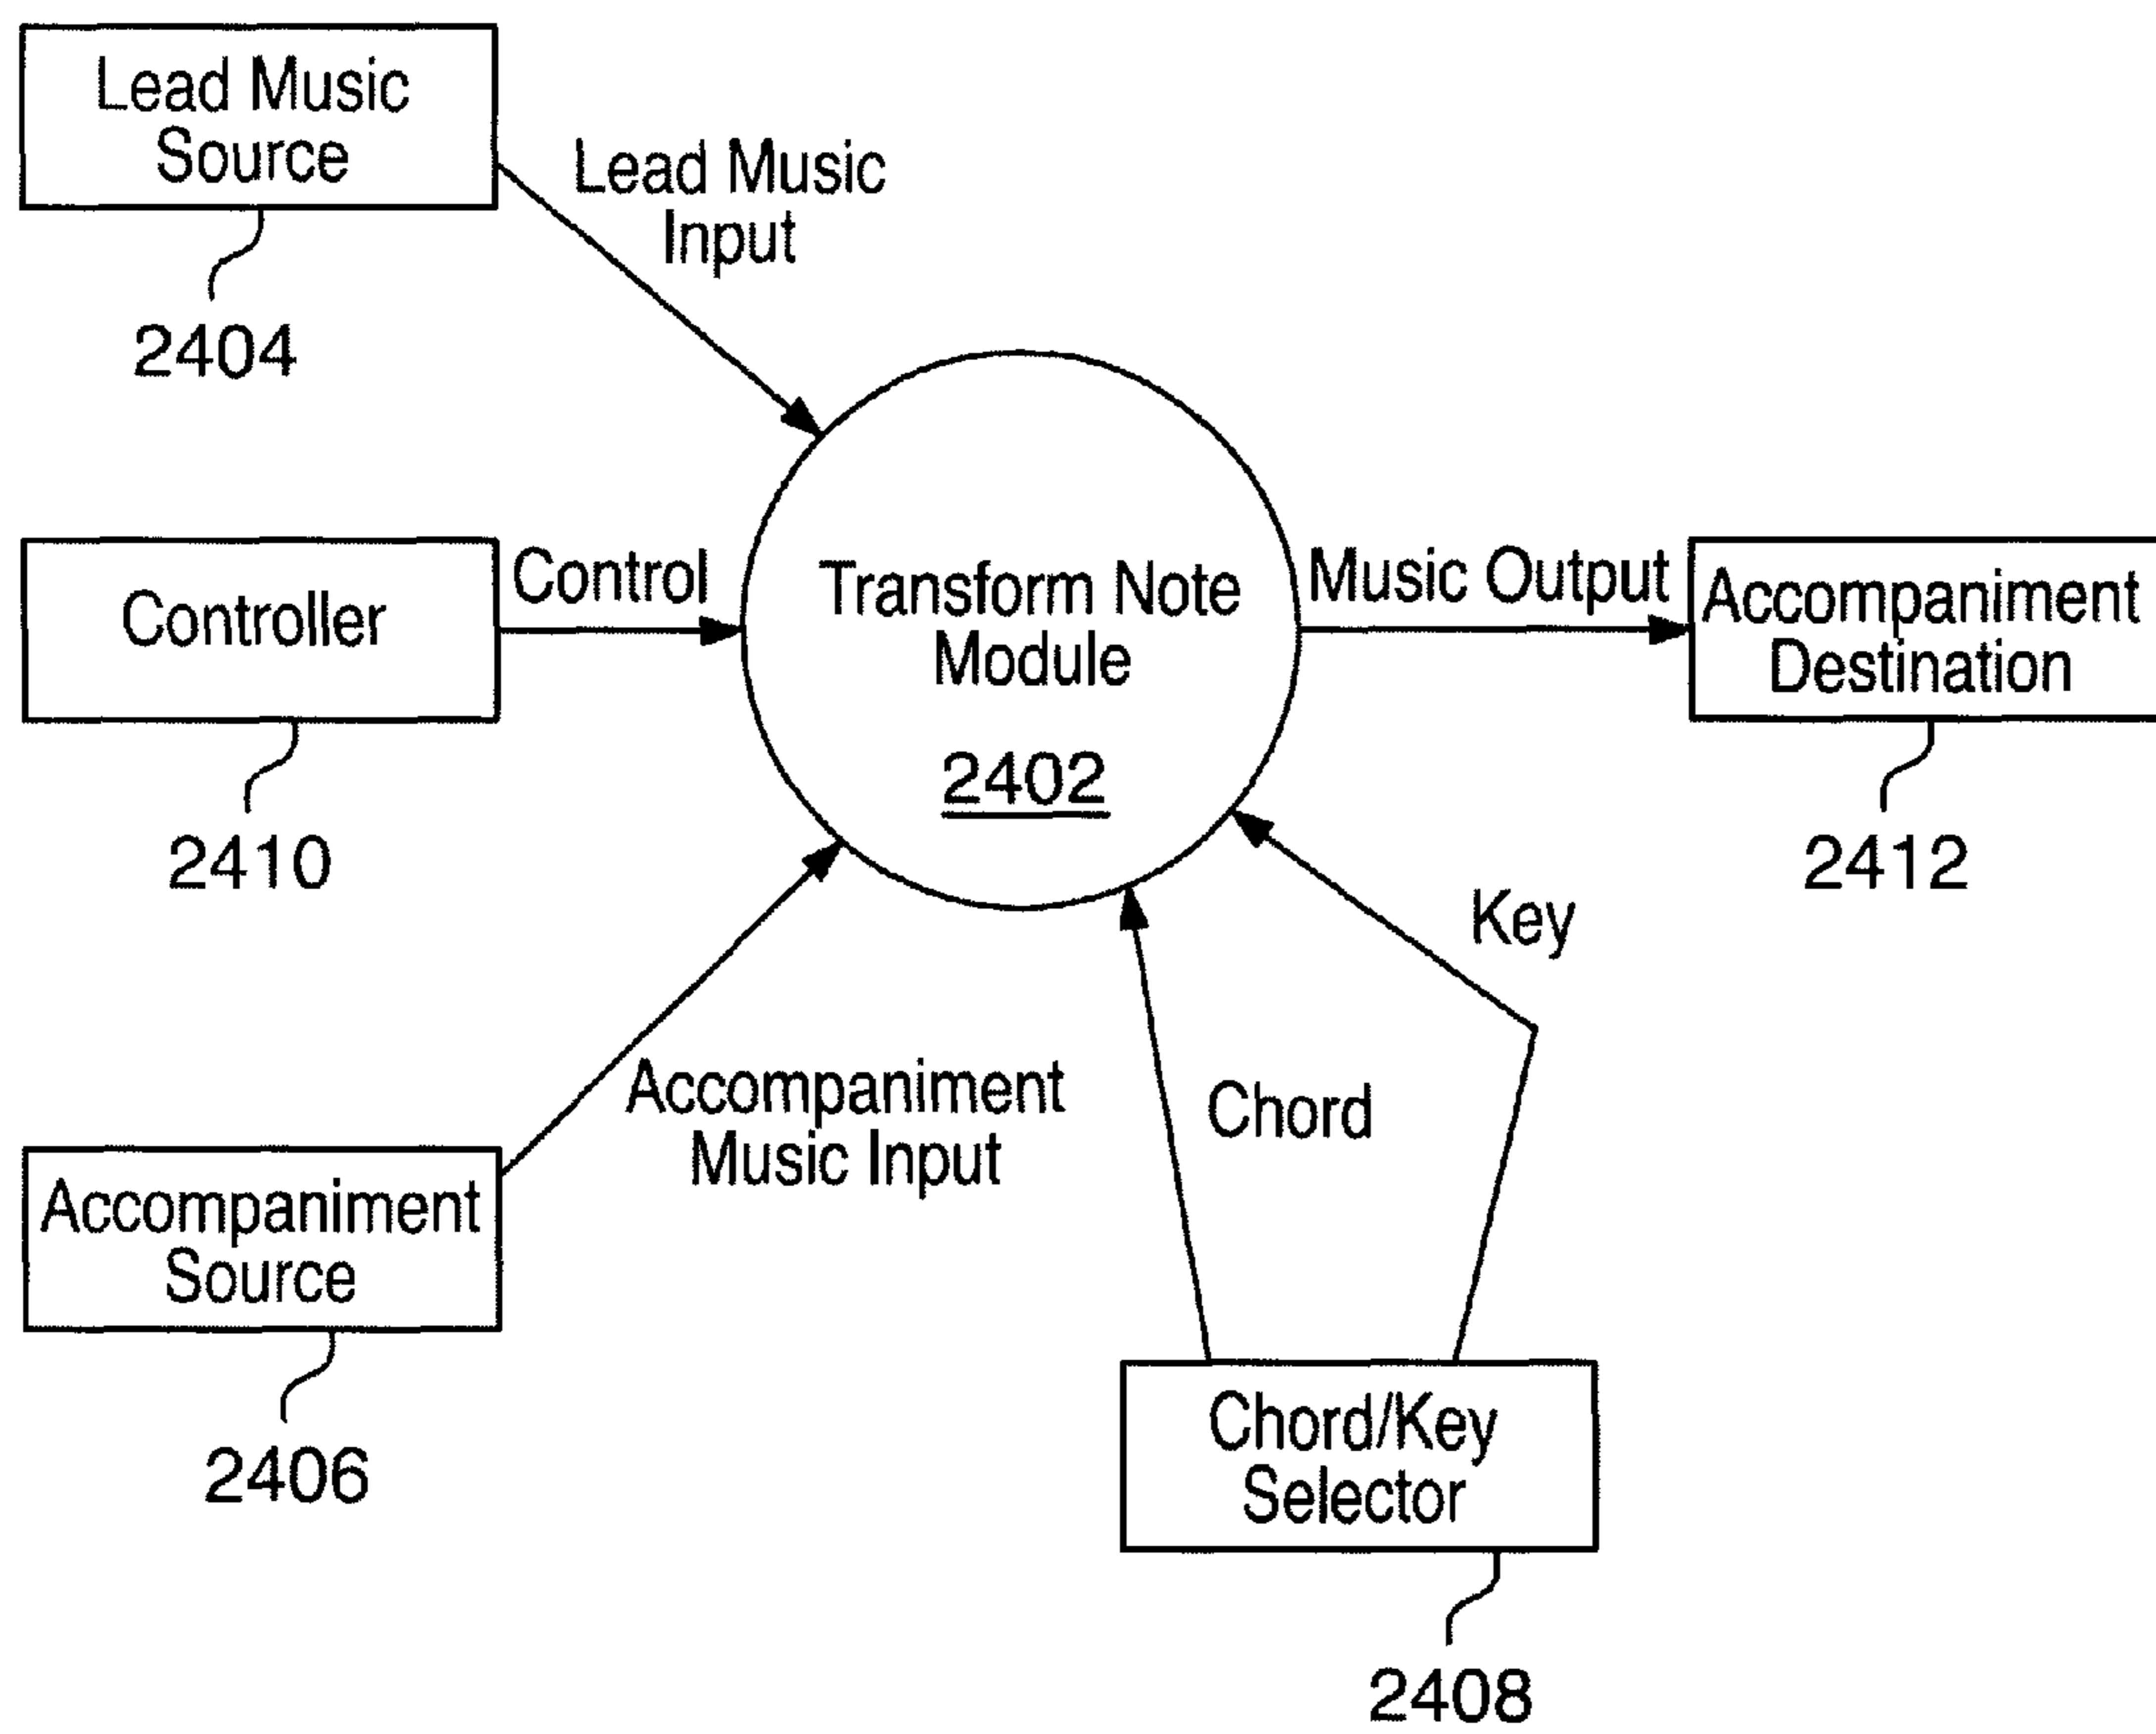 Lead Music
Source
2404
Lead Music
Input
Controller
2410
Control
Transform Note
Module
2402
Music Output
Accompaniment
Destination
2412
Accompaniment
Source
2406
Accompaniment
Music Input
Chord
Key
Chord/Key
Selector
2408